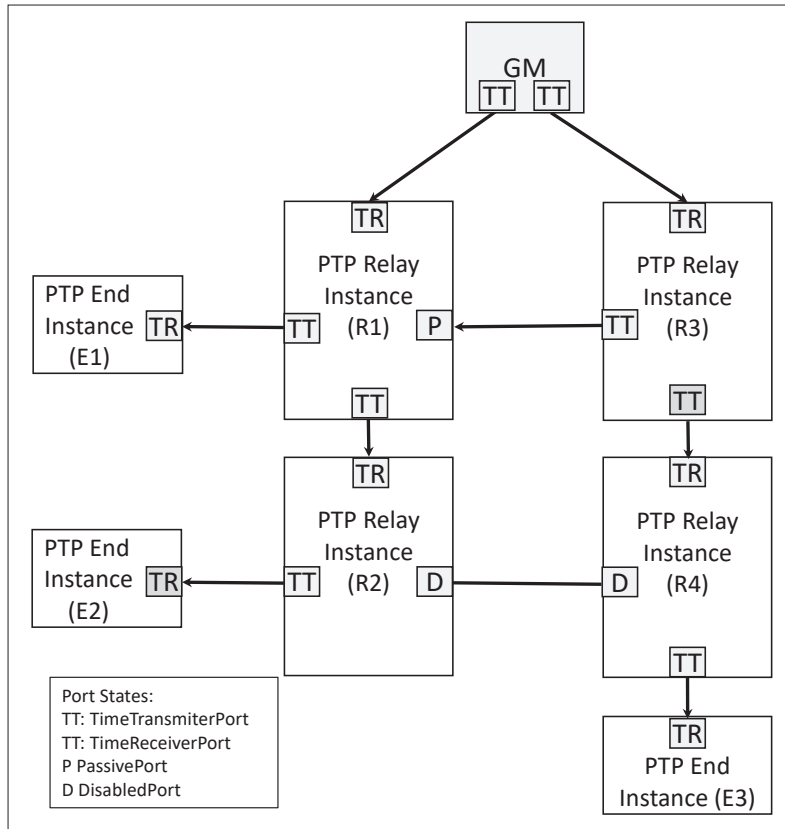 GM
TT TT
TR
PTP Relay
Instance
(R1)
TT
P
TT
TR
PTP Relay
Instance
(R3)
TT
TT
PTP End
Instance
(E1)
TR
TR
PTP Relay
Instance
(R2)
TT
D
TR
PTP Relay
Instance
(R4)
D
TT
PTP End
Instance
(E2)
TR
TR
PTP End
Instance (E3)
Port States:
TT: TimeTransmiterPort
TT: TimeReceiverPort
P PassivePort
D DisabledPort